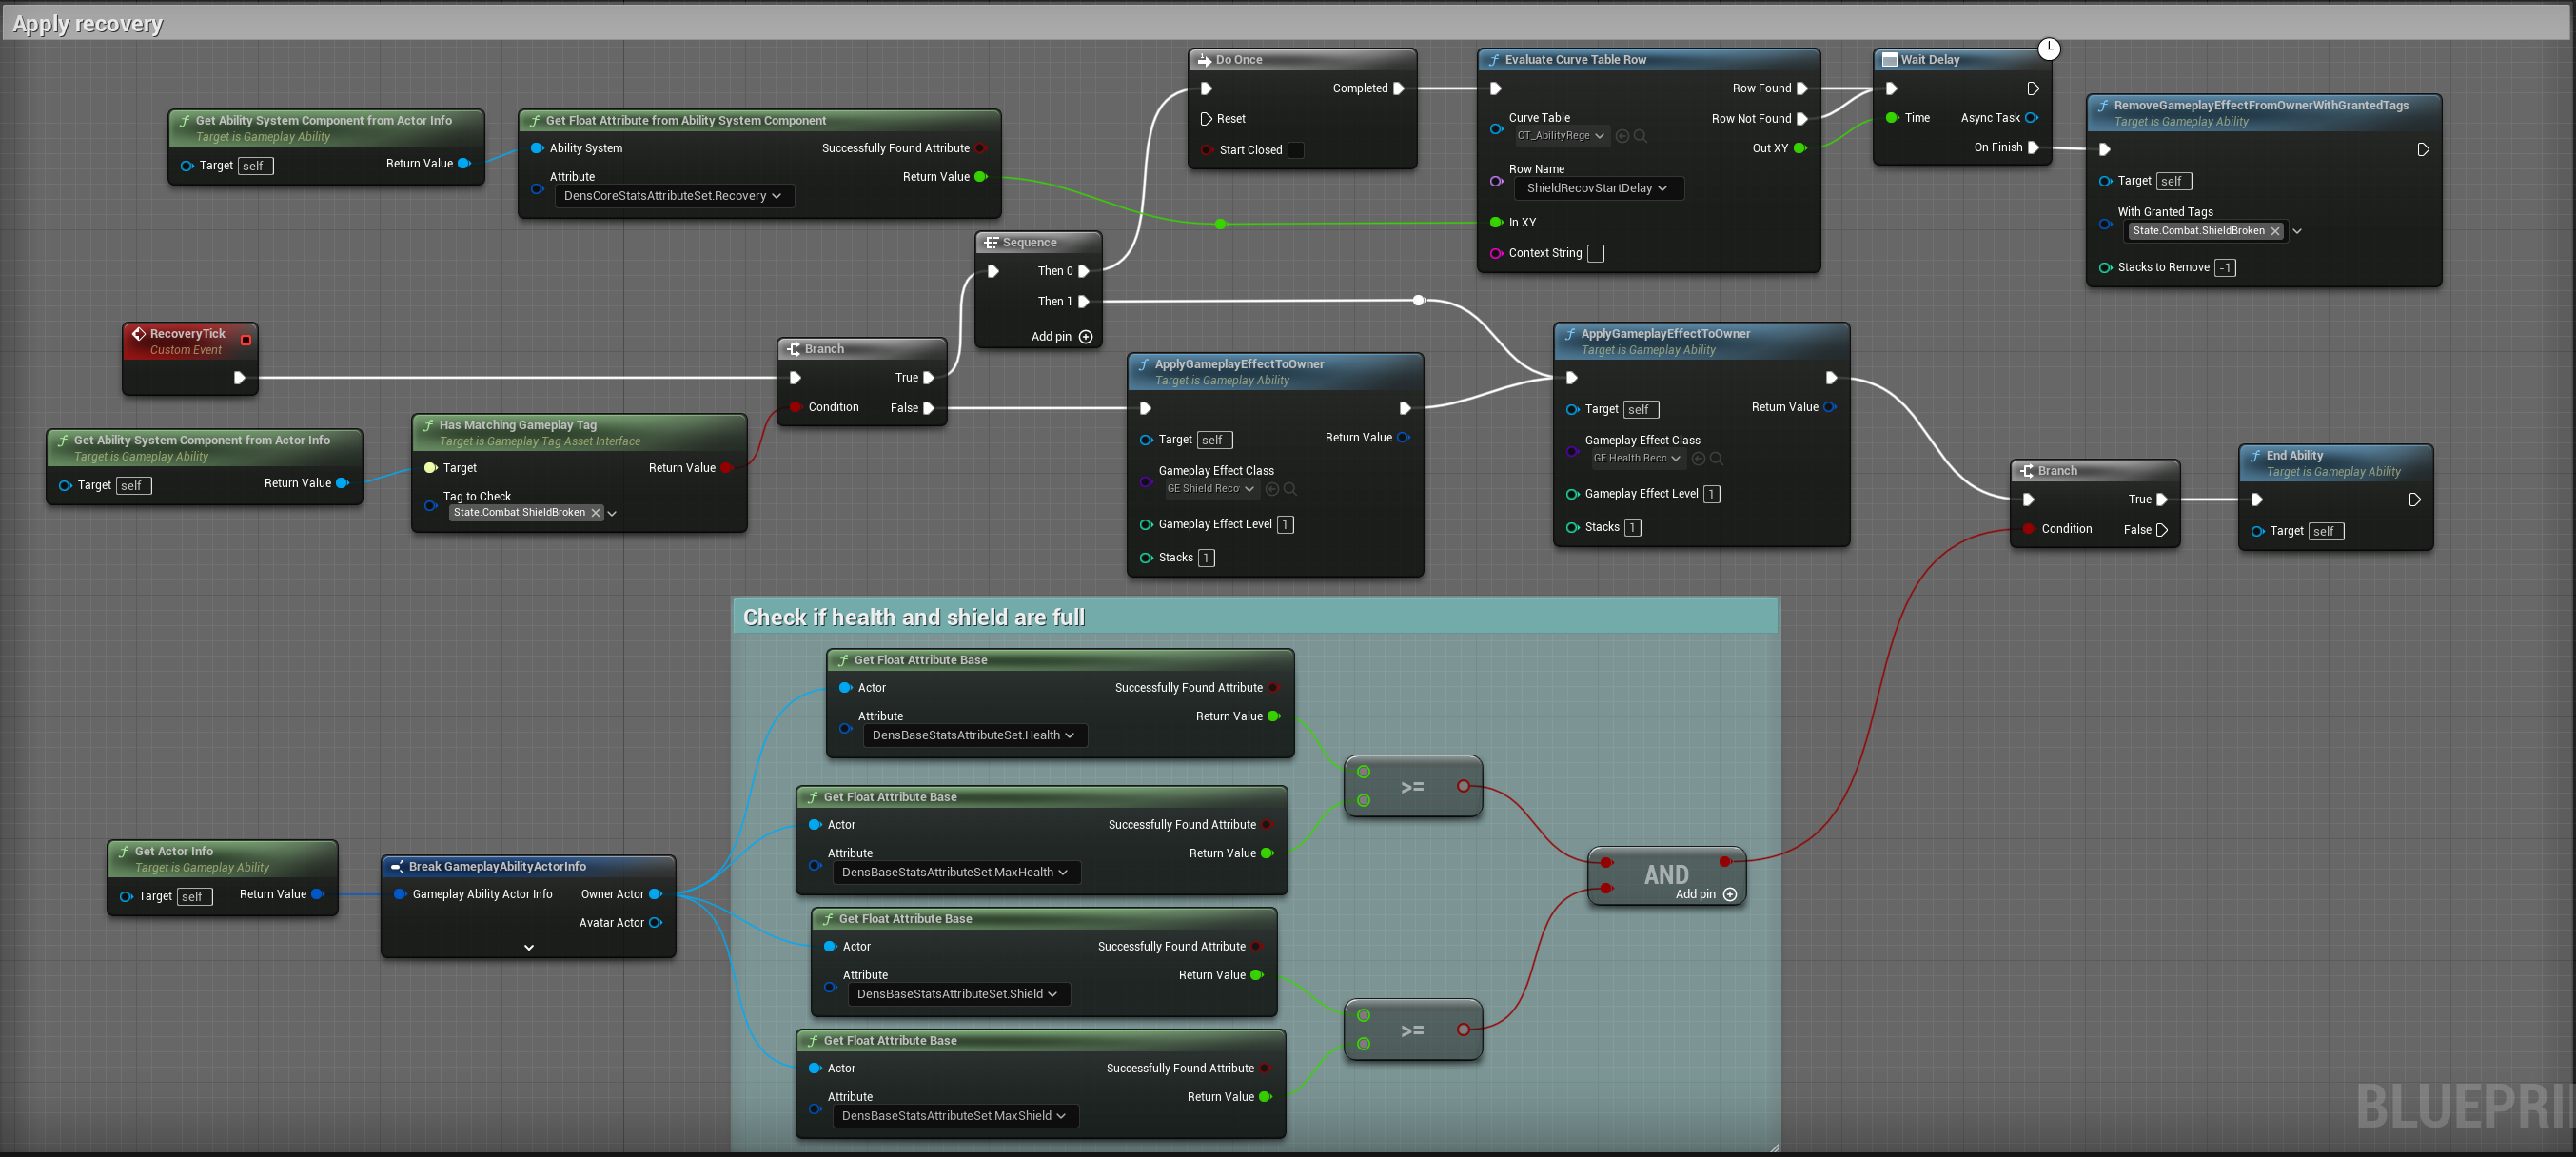 Apply recovery
Get Ability System Component from Actor Info
Target is Gameplay Ability
Target self
Return Value
Get Float Attribute from Ability System Component
Ability System
Successfully Found Attribute
Attribute
Return Value
DensCoreStatsAttributeSet.Recovery
Do Once
Completed
Reset
Start Closed
Evaluate Curve Table Row
Row Found
Curve Table
CT_AbilityRege
Row Not Found
Out XY
Row Name
ShieldRecovStartDelay
In XY
Context String
Wait Delay
Time
Async Task
On Finish
RemoveGameplayEffectFromOwnerWithGrantedTags
Target is Gameplay Ability
Target self
With Granted Tags
State.Combat.ShieldBroken
Stacks to Remove -1
Sequence
Then 0
Then 1
Add pin
RecoveryTick
Custom Event
Branch
True
Condition
False
Get Ability System Component from Actor Info
Target is Gameplay Ability
Target self
Return Value
Has Matching Gameplay Tag
Target is Gameplay Tag Asset Interface
Target
Return Value
Tag to Check
State.Combat.ShieldBroken
ApplyGameplayEffectToOwner
Target is Gameplay Ability
Target self
Return Value
Gameplay Effect Class
GE Shield Reco
Gameplay Effect Level 1
Stacks 1
ApplyGameplayEffectToOwner
Target is Gameplay Ability
Target self
Return Value
Gameplay Effect Class
GE Health Recc
Gameplay Effect Level 1
Stacks 1
Branch
True
Condition
False
End Ability
Target is Gameplay Ability
Target self
Check if health and shield are full
Get Float Attribute Base
Actor
Successfully Found Attribute
Attribute
Return Value
DensBaseStatsAttributeSet.Health
Get Float Attribute Base
Actor
Successfully Found Attribute
Attribute
Return Value
DensBaseStatsAttributeSet.MaxHealth
Get Float Attribute Base
Actor
Successfully Found Attribute
Attribute
Return Value
DensBaseStatsAttributeSet.Shield
Get Float Attribute Base
Actor
Successfully Found Attribute
Attribute
Return Value
DensBaseStatsAttributeSet.MaxShield
>=
>=
AND
Add pin
Get Actor Info
Target is Gameplay Ability
Target self
Return Value
Break GameplayAbilityActorInfo
Gameplay Ability Actor Info
Owner Actor
Avatar Actor
BLUEPRI